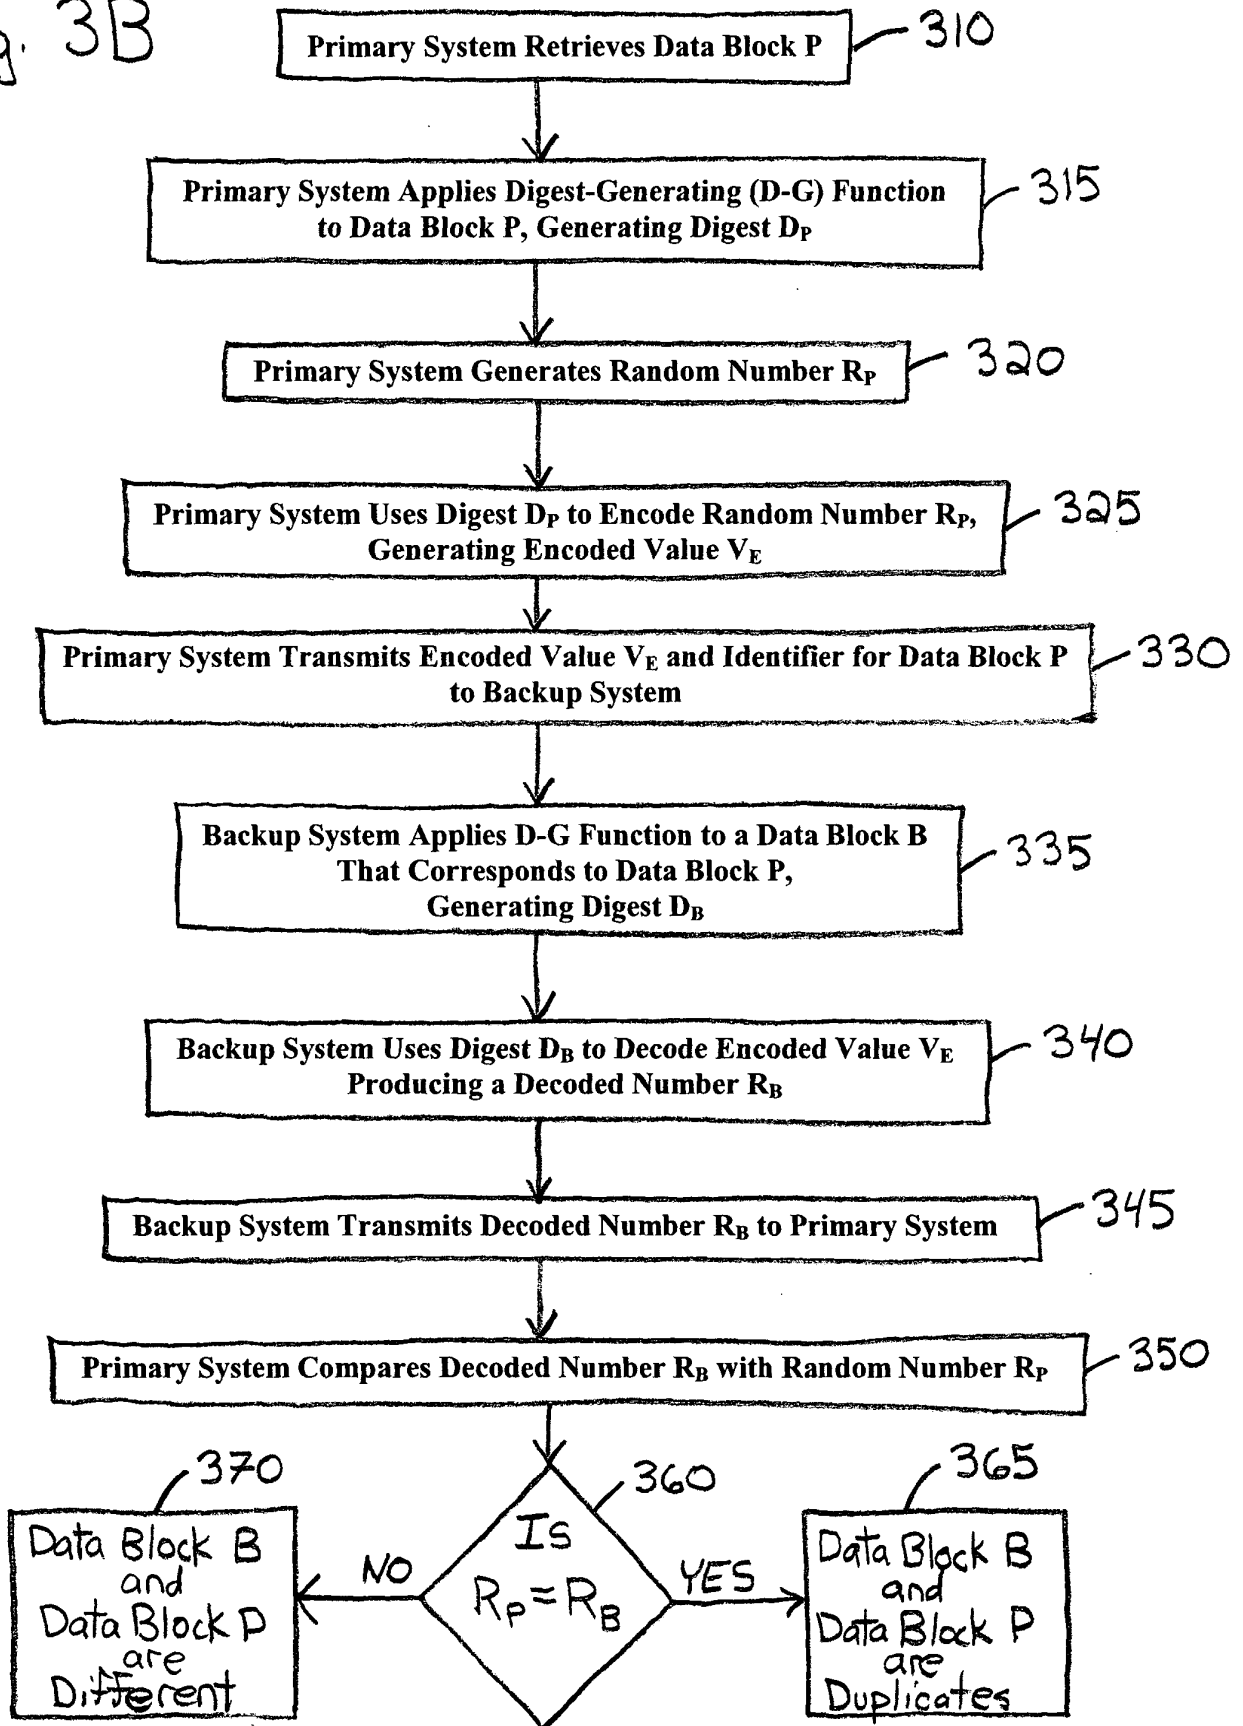 g. 3B
Primary System Retrieves Data Block P
310
Primary System Applies Digest-Generating (D-G) Function
to Data Block P, Generating Digest DP
315
Primary System Generates Random Number RP
320
Primary System Uses Digest DP to Encode Random Number RP,
Generating Encoded Value VE
325
Primary System Transmits Encoded Value VE and Identifier for Data Block P
to Backup System
330
Backup System Applies D-G Function to a Data Block B
That Corresponds to Data Block P,
Generating Digest DB
335
Backup System Uses Digest DB to Decode Encoded Value VE
Producing a Decoded Number RB
340
Backup System Transmits Decoded Number RB to Primary System
345
Primary System Compares Decoded Number RB with Random Number RP
350
370
Data Block B
and
Data Block P
are
Different
NO
360
Is
RP=RB
YES
365
Data Block B
and
Data Block P
are
Duplicates